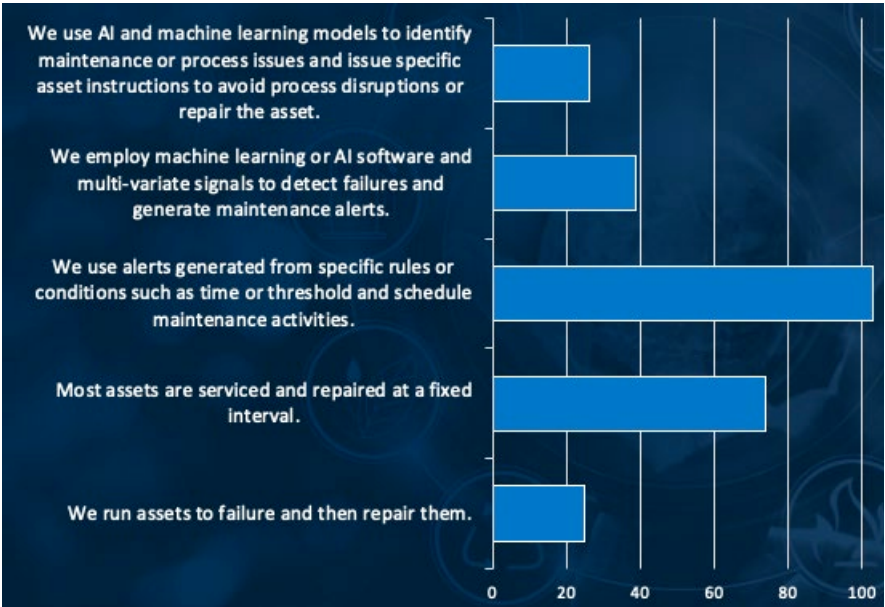 We use AI and machine learning models to identify
maintenance or process issues and issue specific
asset instructions to avoid process disruptions or
repair the asset.
We employ machine learning or AI software and
multi-variate signals to detect failures and
generate maintenance alerts.
We use alerts generated from specific rules or
conditions such as time or threshold and schedule
maintenance activities.
Most assets are serviced and repaired at a fixed
interval.
We run assets to failure and then repair them.
0 20 40 60 80 100